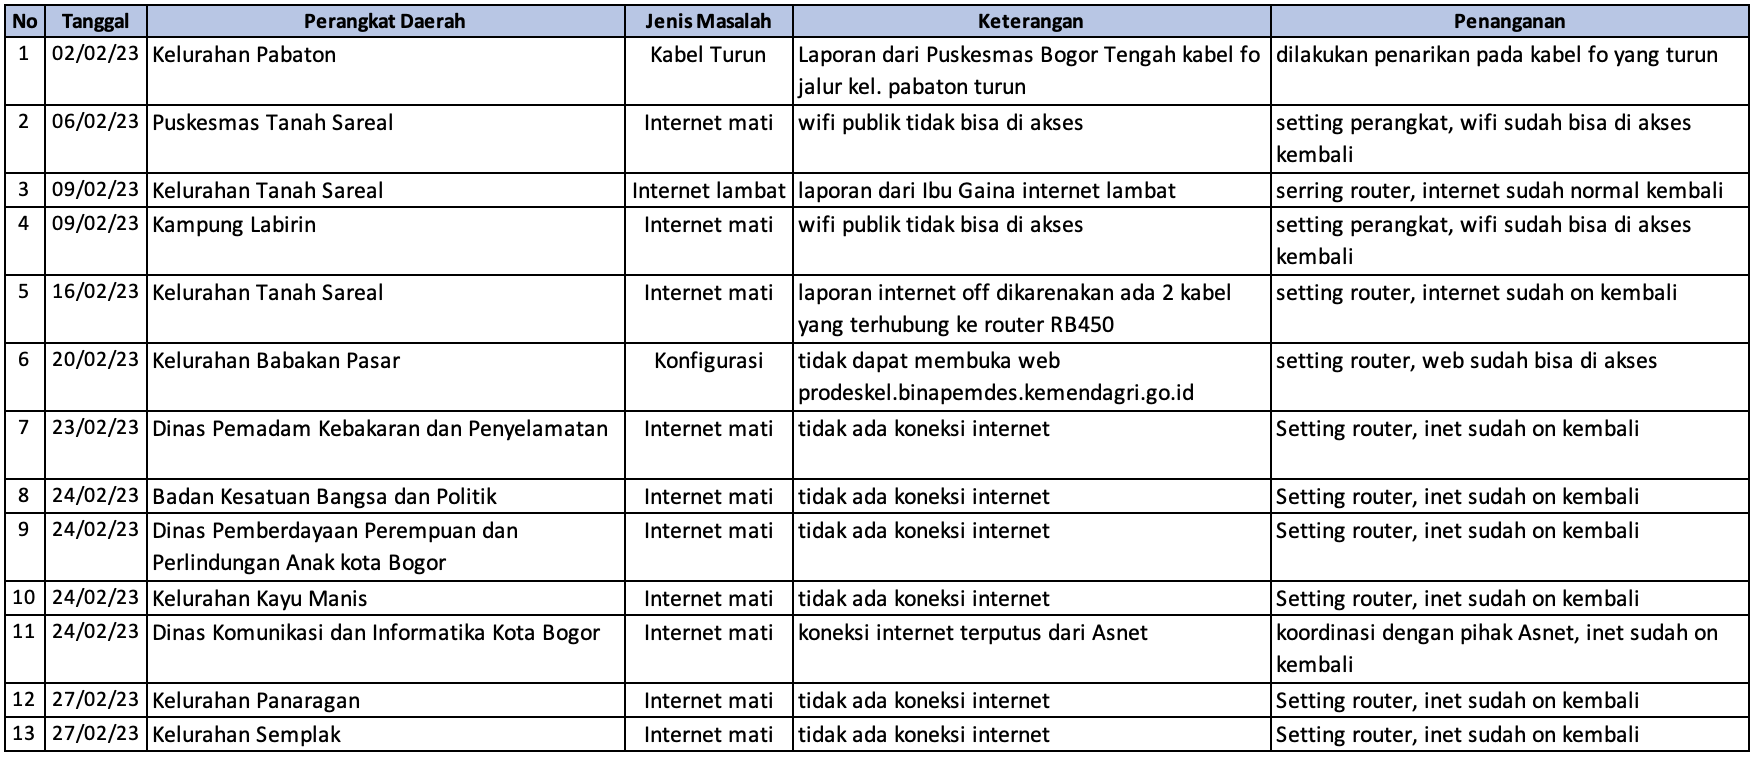 No Tanggal Perangkat Daerah Jenis Masalah Keterangan Penanganan
1 02/02/23 Kelurahan Pabaton Kabel Turun Laporan dari Puskesmas Bogor Tengah kabel fo dilakukan penarikan pada kabel fo yang turun
jalur kel. pabaton turun
2 06/02/23 Puskesmas Tanah Sareal Internet mati wifi publik tidak bisa di akses setting perangkat, wifi sudah bisa di akses
kembali
3 09/02/23 Kelurahan Tanah Sareal Internet lambat laporan dari Ibu Gaina internet lambat serring router, internet sudah normal kembali
4 09/02/23 Kampung Labirin Internet mati wifi publik tidak bisa di akses setting perangkat, wifi sudah bisa di akses
kembali
5 16/02/23 Kelurahan Tanah Sareal Internet mati laporan internet off dikarenakan ada 2 kabel setting router, internet sudah on kembali
yang terhubung ke router RB450
6 20/02/23 Kelurahan Babakan Pasar Konfigurasi tidak dapat membuka web setting router, web sudah bisa di akses
prodeskel.binapemdes.kemendagri.go.id
7 23/02/23 Dinas Pemadam Kebakaran dan Penyelamatan Internet mati tidak ada koneksi internet Setting router, inet sudah on kembali
8 24/02/23 Badan Kesatuan Bangsa dan Politik Internet mati tidak ada koneksi internet Setting router, inet sudah on kembali
9 24/02/23 Dinas Pemberdayaan Perempuan dan Internet mati tidak ada koneksi internet Setting router, inet sudah on kembali
Perlindungan Anak kota Bogor
10 24/02/23 Kelurahan Kayu Manis Internet mati tidak ada koneksi internet Setting router, inet sudah on kembali
11 24/02/23 Dinas Komunikasi dan Informatika Kota Bogor Internet mati koneksi internet terputus dari Asnet koordinasi dengan pihak Asnet, inet sudah on
kembali
12 27/02/23 Kelurahan Panaragan Internet mati tidak ada koneksi internet Setting router, inet sudah on kembali
13 27/02/23 Kelurahan Semplak Internet mati tidak ada koneksi internet Setting router, inet sudah on kembali